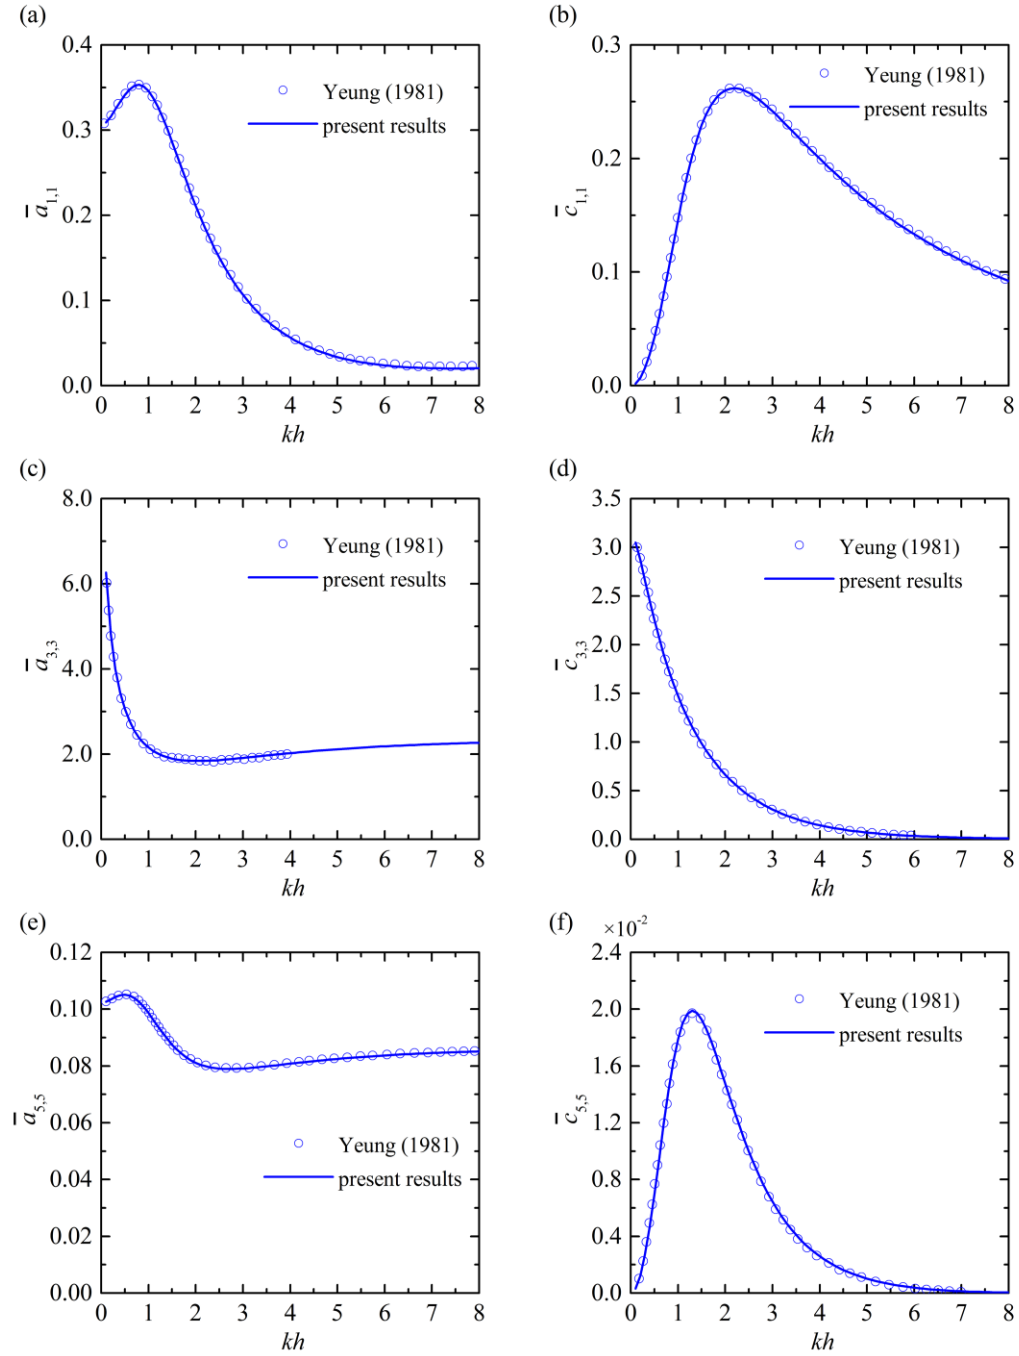 (a)
0.4
0.3
0.2
0.1
0.0
a̅1,1
Yeung (1981)
present results
0 1 2 3 4 5 6 7 8
kh
(b)
0.3
0.2
0.1
0.0
c̅1,1
Yeung (1981)
present results
0 1 2 3 4 5 6 7 8
kh
(c)
8.0
6.0
4.0
2.0
0.0
a̅3,3
Yeung (1981)
present results
0 1 2 3 4 5 6 7 8
kh
(d)
3.5
3.0
2.5
2.0
1.5
1.0
0.5
0.0
c̅3,3
Yeung (1981)
present results
0 1 2 3 4 5 6 7 8
kh
(e)
0.12
0.10
0.08
0.06
0.04
0.02
0.00
a̅5,5
Yeung (1981)
present results
0 1 2 3 4 5 6 7 8
kh
(f)
×10⁻²
2.4
2.0
1.6
1.2
0.8
0.4
0.0
c̅5,5
Yeung (1981)
present results
0 1 2 3 4 5 6 7 8
kh